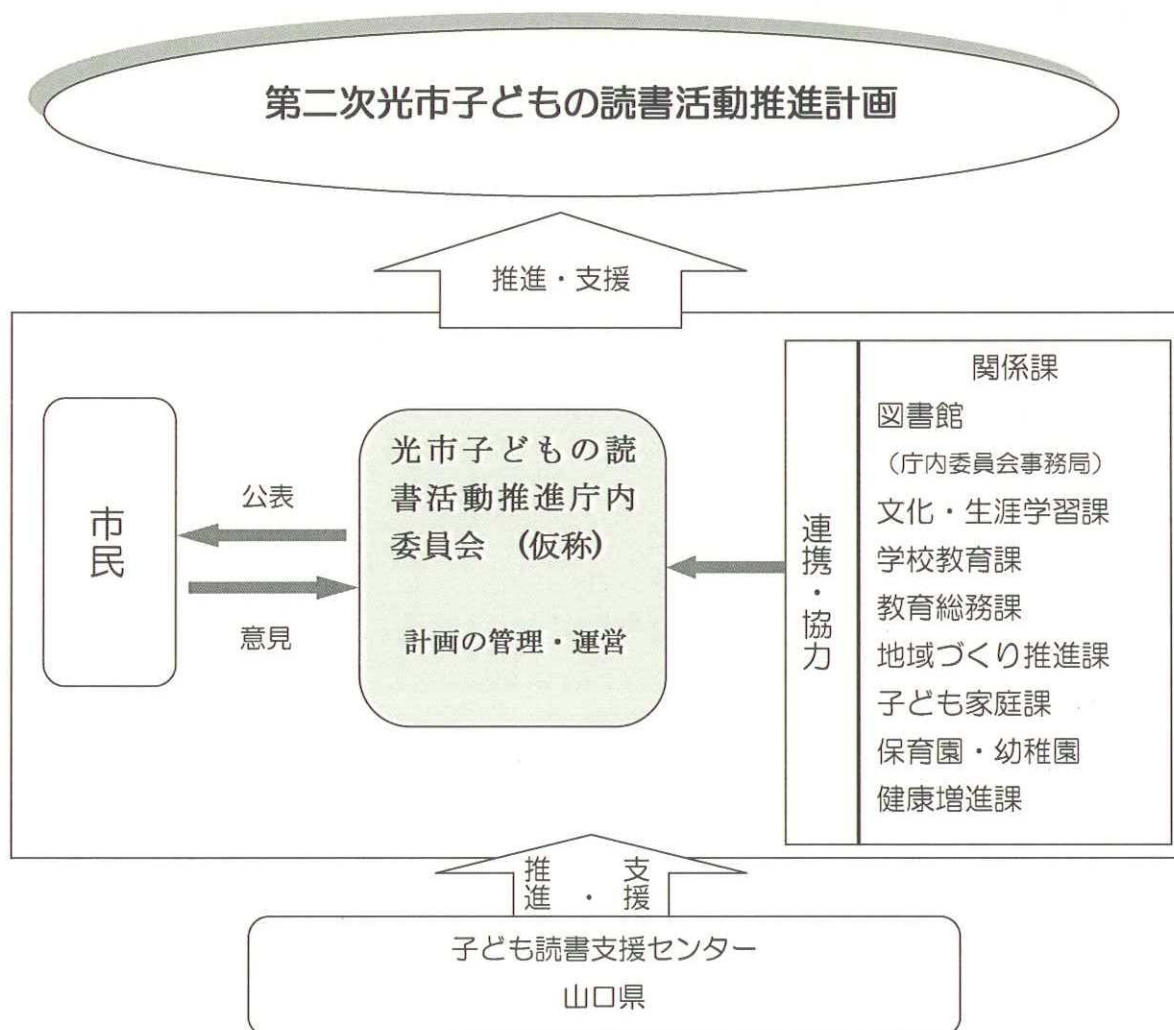 第二次光市子どもの読書活動推進計画
推進・支援
市民
公表
意見
光市子どもの読
書活動推進庁内
委員会 (仮称)
計画の管理・運営
連携・協力
関係課
図書館
(庁内委員会事務局)
文化・生涯学習課
学校教育課
教育総務課
地域づくり推進課
子ども家庭課
保育園・幼稚園
健康増進課
推進・支援
子ども読書支援センター
山口県